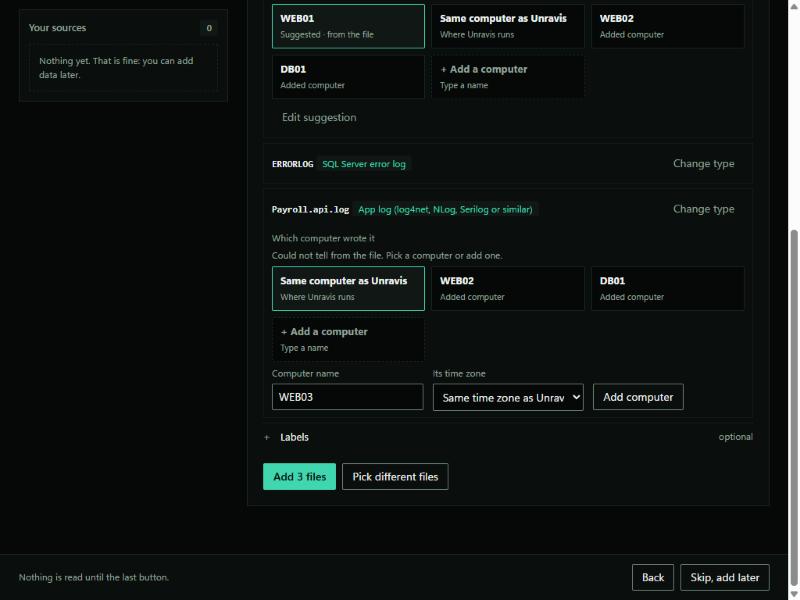 Your sources
0
Nothing yet. That is fine: you can add
data later.
WEB01
Suggested · from the file
Same computer as Unravis
Where Unravis runs
WEB02
Added computer
DB01
Added computer
+ Add a computer
Type a name
Edit suggestion
ERRORLOG SQL Server error log
Change type
Payroll.api.log App log (log4net, NLog, Serilog or similar)
Change type
Which computer wrote it
Could not tell from the file. Pick a computer or add one.
Same computer as Unravis
Where Unravis runs
WEB02
Added computer
DB01
Added computer
+ Add a computer
Type a name
Computer name
Its time zone
WEB03
Same time zone as Unrav
Add computer
+ Labels
optional
Add 3 files
Pick different files
Nothing is read until the last button.
Back
Skip, add later